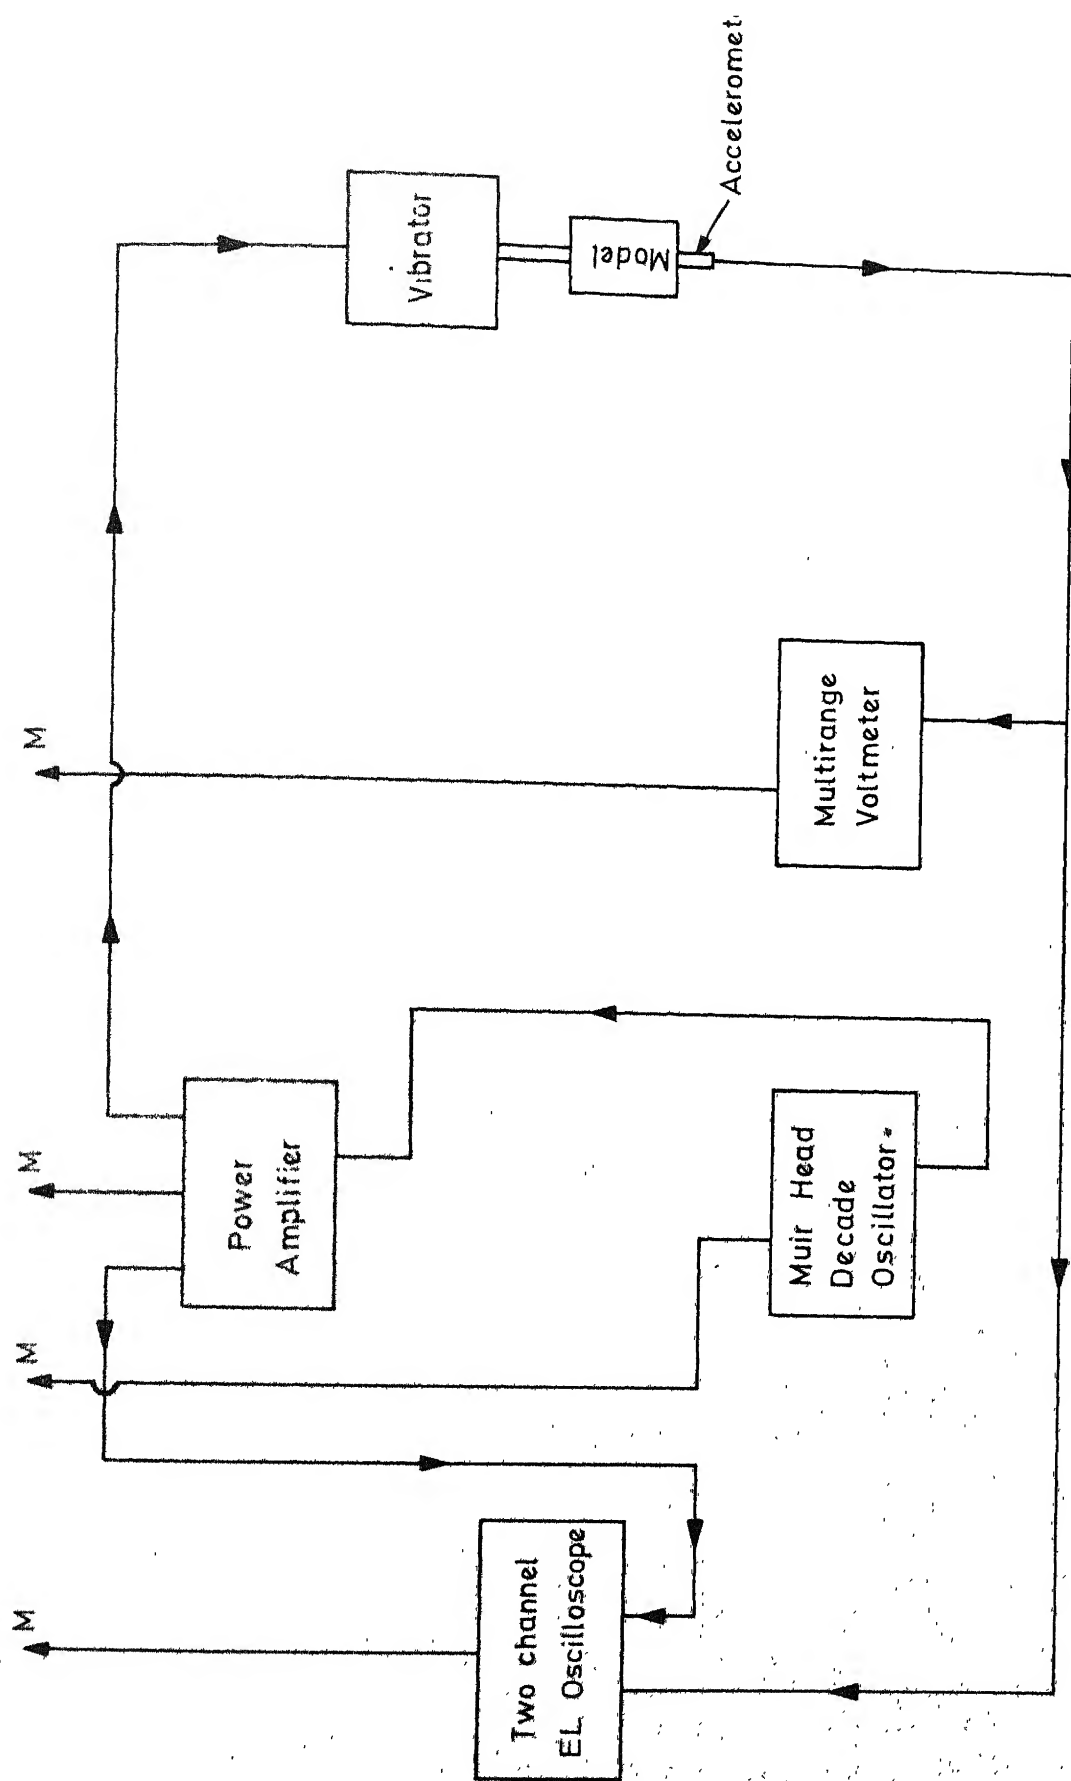 M
M
M
M
Two channel
EL Oscilloscope
Power
Amplifier
Muir Head
Decade
Oscillator.
Multirange
Voltmeter
Vibrator
Model
Acceleromet